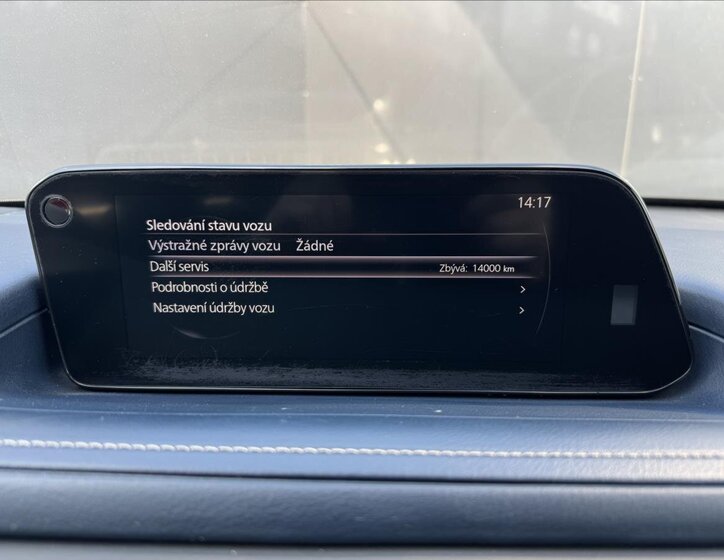 14:17
Sledování stavu vozu
Výstražné zprávy vozu Žádné
Další servis Zbývá: 14000 km
Podrobnosti o údržbě >
Nastavení údržby vozu >